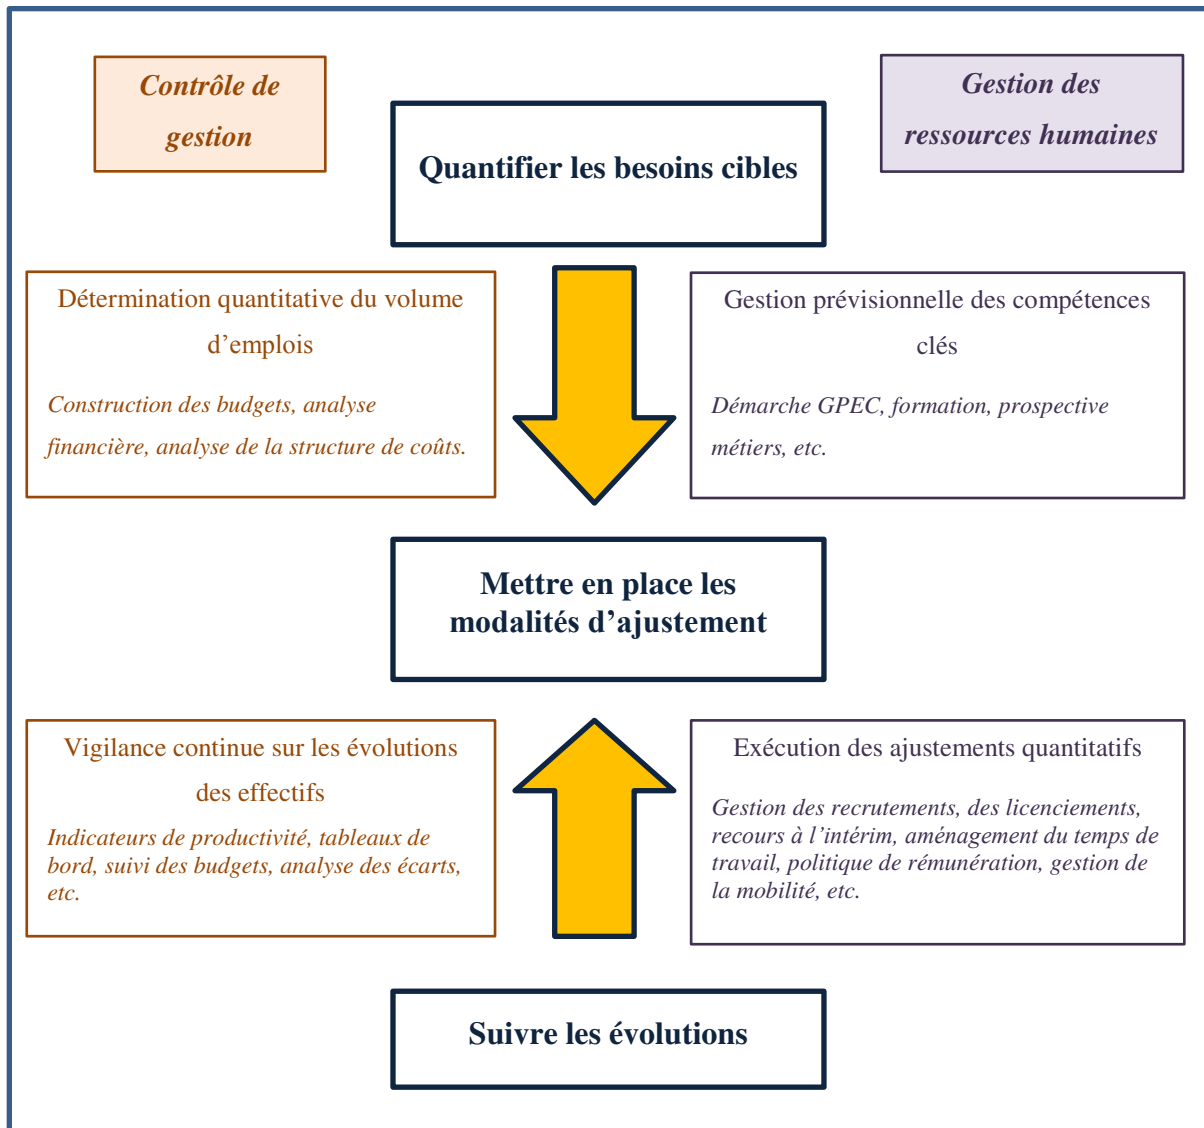 Contrôle de
gestion
Gestion des
ressources humaines
Quantifier les besoins cibles
Détermination quantitative du volume
d’emplois
Construction des budgets, analyse
financière, analyse de la structure de coûts.
Gestion prévisionnelle des compétences
clés
Démarche GPEC, formation, prospective
métiers, etc.
Mettre en place les
modalités d’ajustement
Vigilance continue sur les évolutions
des effectifs
Indicateurs de productivité, tableaux de
bord, suivi des budgets, analyse des écarts,
etc.
Exécution des ajustements quantitatifs
Gestion des recrutements, des licenciements,
recours à l’intérim, aménagement du temps de
travail, politique de rémunération, gestion de
la mobilité, etc.
Suivre les évolutions